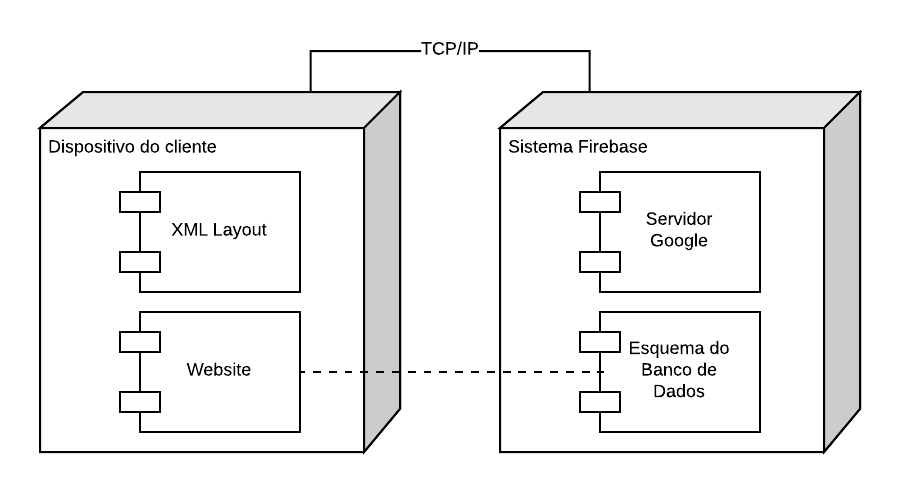 TCP/IP
Dispositivo do cliente
XML Layout
Website
Sistema Firebase
Servidor
Google
Esquema do
Banco de
Dados